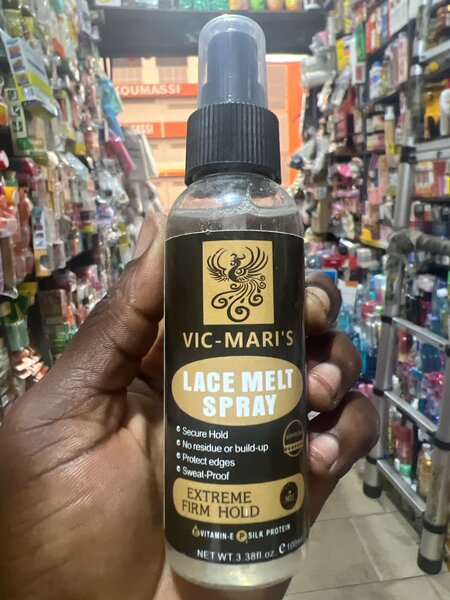 KOUMASSI
VIC-MARI'S
LACE MELT
SPRAY
Secure Hold
No residue or build-up
Protect edges
Sweat-Proof
EXTREME
FIRM HOLD
VITAMIN-E P SILK PROTEIN
NET WT.3.38fl.oz. ℮100ml